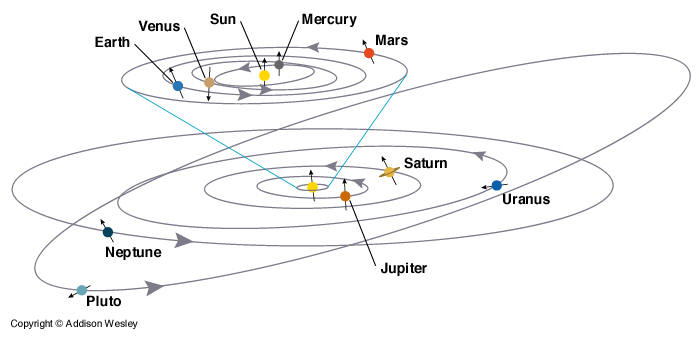 Sun
Mercury
Venus
Mars
Earth
Saturn
Uranus
Neptune
Jupiter
Pluto
Copyright © Addison Wesley